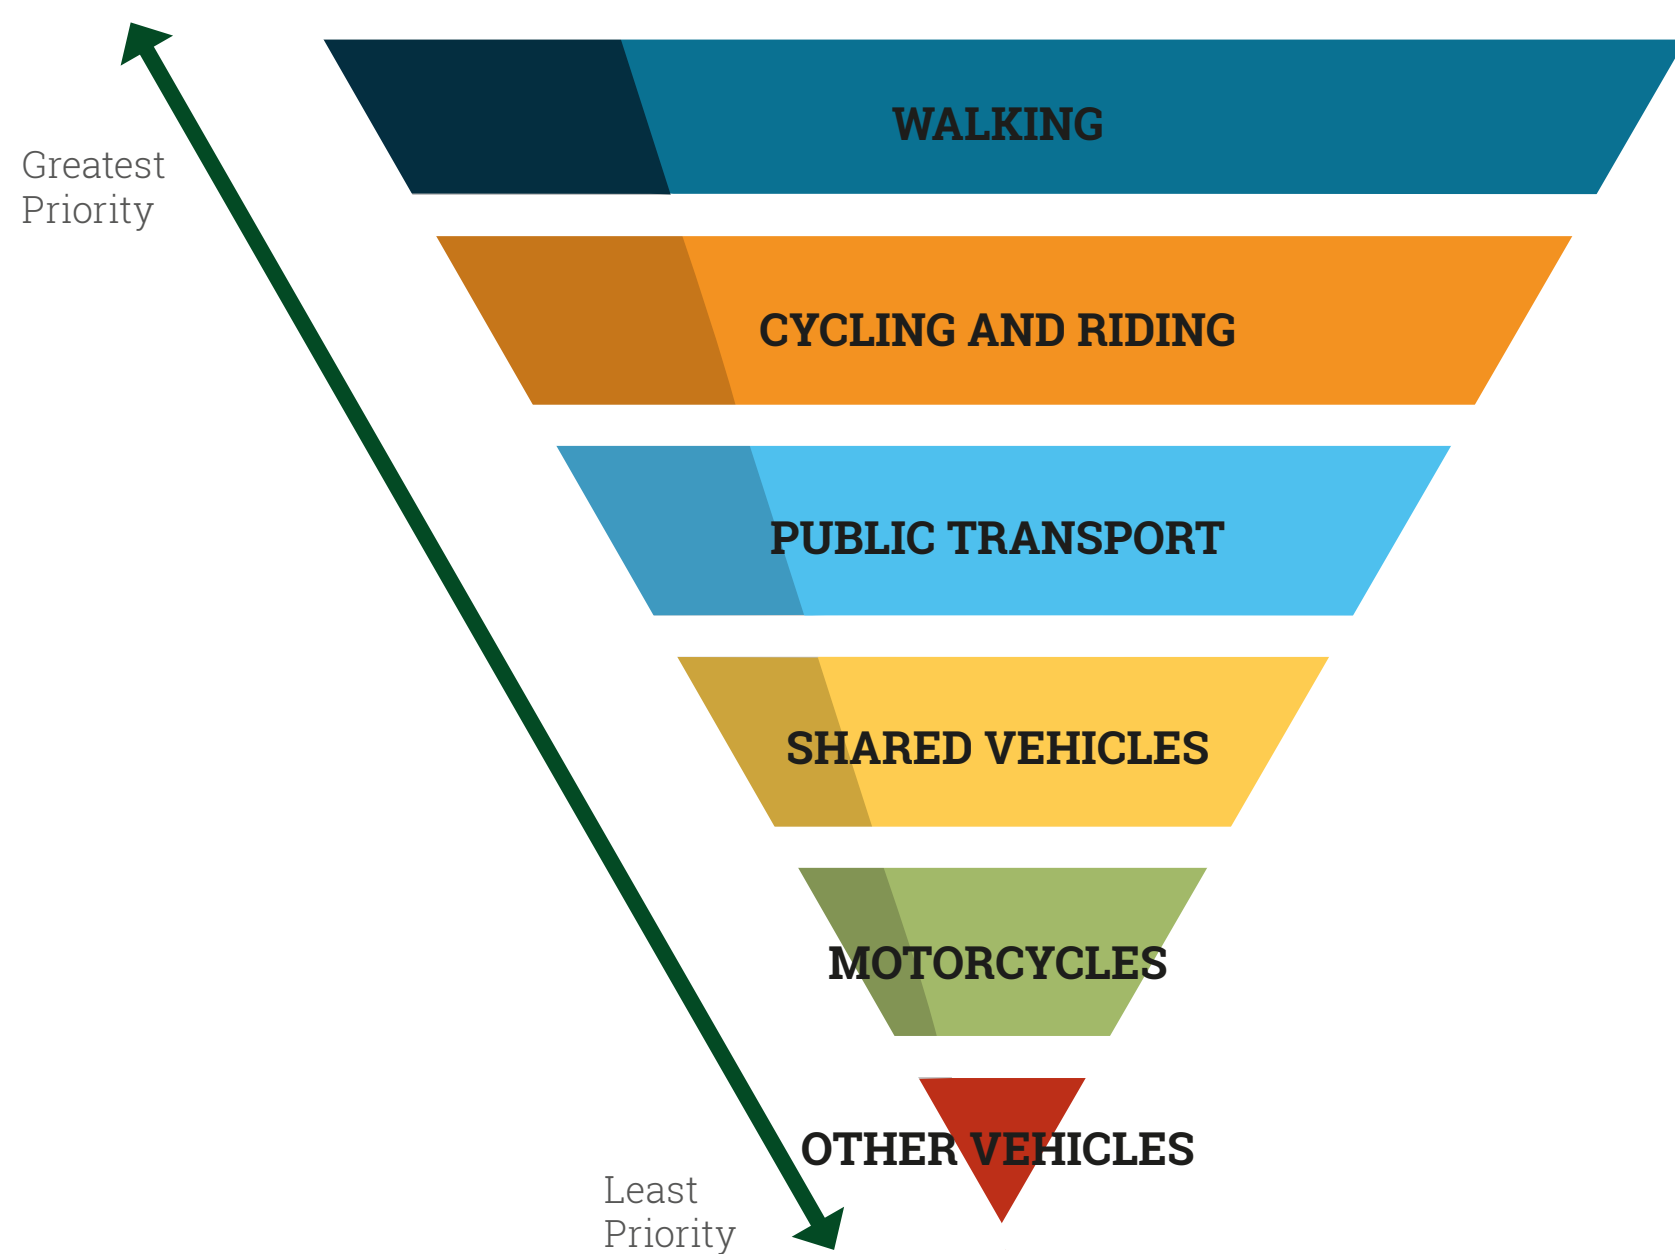 WALKING
Greatest
Priority
CYCLING AND RIDING
PUBLIC TRANSPORT
SHARED VEHICLES
MOTORCYCLES
OTHER VEHICLES
Least
Priority